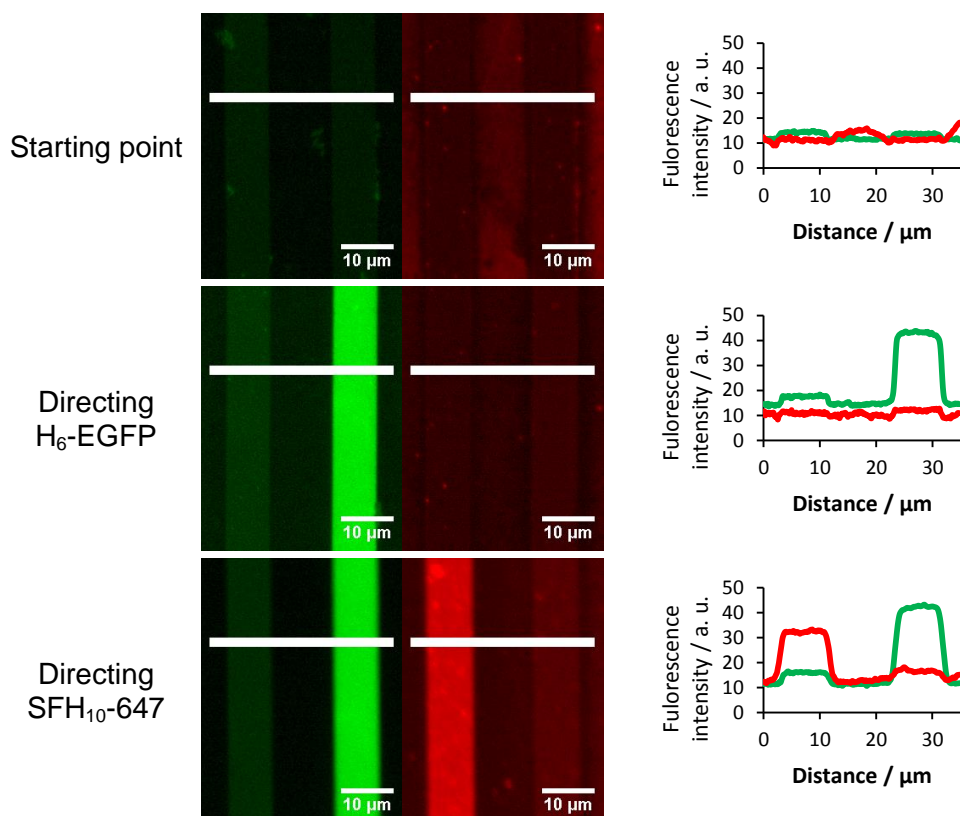 Starting point
10 µm
10 µm
50
40
30
20
10
0
0 10 20 30
Fulorescence
intensity / a. u.
Distance / µm
Directing
H₆-EGFP
10 µm
10 µm
50
40
30
20
10
0
0 10 20 30
Fulorescence
intensity / a. u.
Distance / µm
Directing
SFH₁₀-647
10 µm
10 µm
50
40
30
20
10
0
0 10 20 30
Fulorescence
intensity / a. u.
Distance / µm